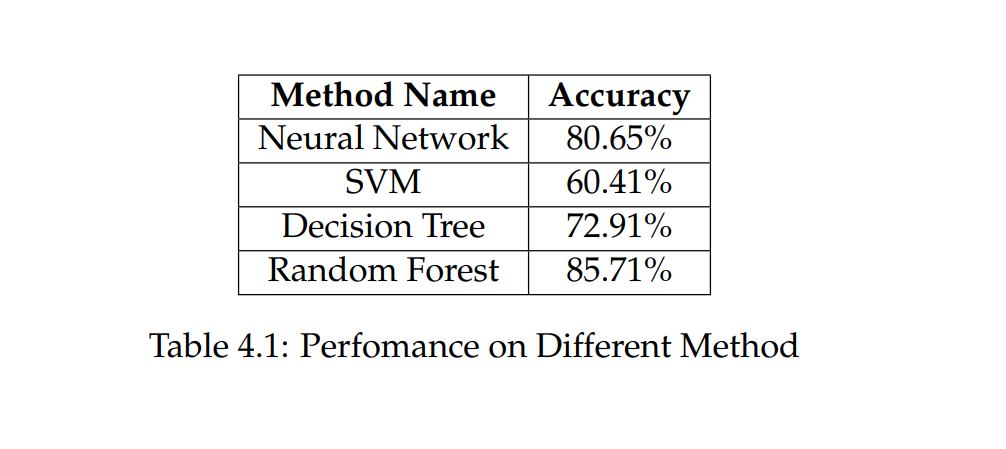 Method Name Accuracy
Neural Network 80.65%
SVM 60.41%
Decision Tree 72.91%
Random Forest 85.71%
Table 4.1: Perfomance on Different Method